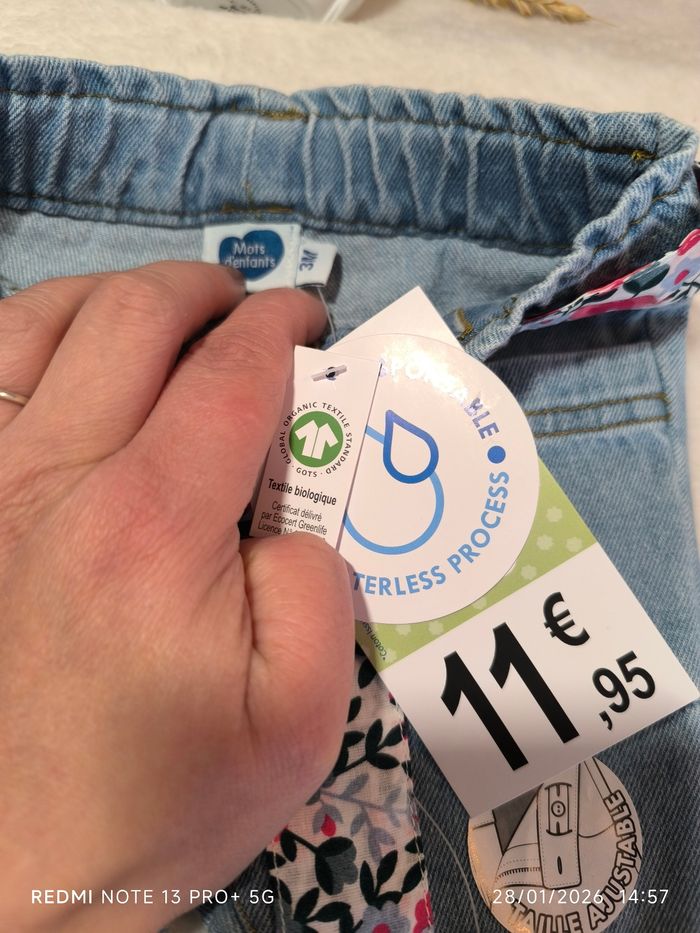 Mots
d'enfants
3M
GLOBAL ORGANIC TEXTILE STANDARD
· GOTS ·
Textile biologique
Certificat délivré
par Ecocert Greenlife
Licence
TERLESS PROCESS •
11€,95
TAILLE AJUSTABLE
REDMI NOTE 13 PRO+ 5G
28/01/2026 14:57